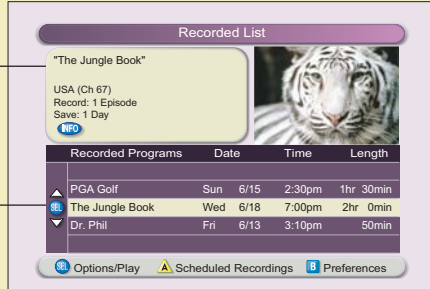 Recorded List
"The Jungle Book"
USA (Ch 67)
Record: 1 Episode
Save: 1 Day
INFO
Recorded Programs Date Time Length
PGA Golf Sun 6/15 2:30pm 1hr 30min
SEL The Jungle Book Wed 6/18 7:00pm 2hr 0min
Dr. Phil Fri 6/13 3:10pm 50min
SEL Options/Play A Scheduled Recordings B Preferences